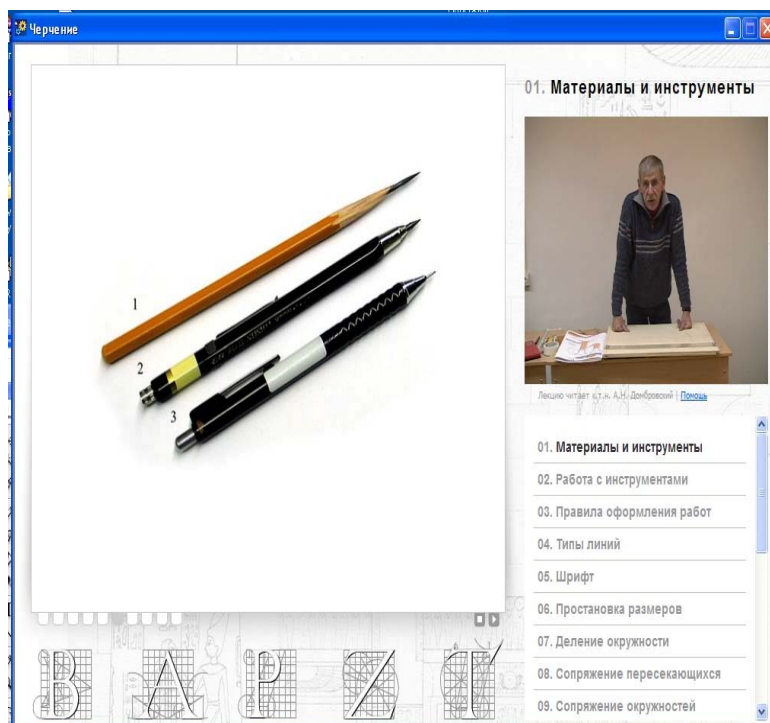 Черчение
01. Материалы и инструменты
1
2
3
Лекцию читает с.т.н. А.Н. Домбровский | Помощь
01. Материалы и инструменты
02. Работа с инструментами
03. Правила оформления работ
04. Типы линий
05. Шрифт
06. Простановка размеров
07. Деление окружности
08. Сопряжение пересекающихся
09. Сопряжение окружностей